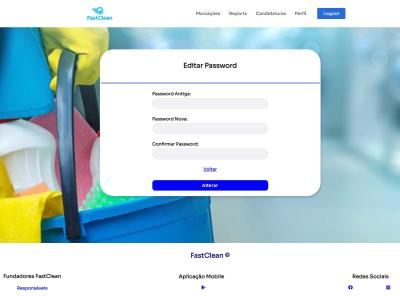 FastClean
Marcações Reports Candidaturas Perfil Logout
Editar Password
Password Antiga:
Password Nova:
Confirmar Password:
Voltar
Alterar
FastClean ©
Fundadores FastClean Aplicação Mobile Redes Sociais
Responsáveis